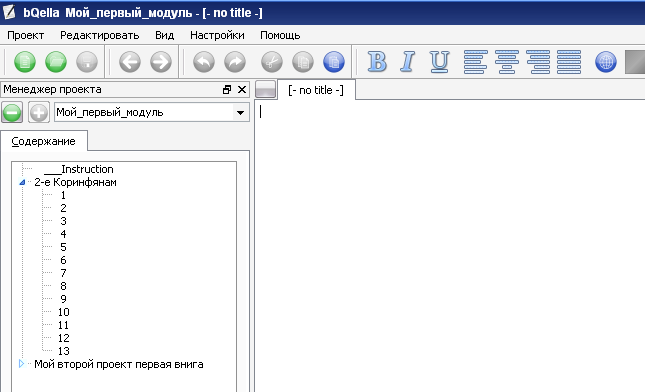 bQella Мой_первый_модуль - [- no title -]
Проект Редактировать Вид Настройки Помощь
B I U
Менеджер проекта
[- no title -]
Мой_первый_модуль
Содержание
___Instruction
2-е Коринфянам
1
2
3
4
5
6
7
8
9
10
11
12
13
Мой второй проект первая внига